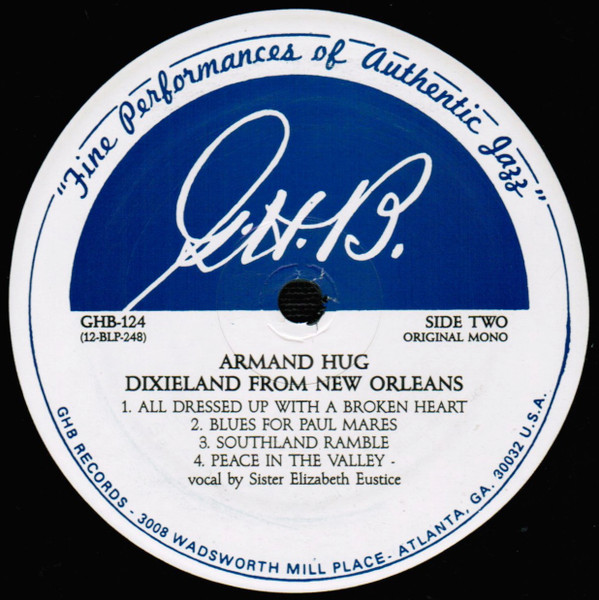 "Fine Performances of Authentic Jazz"
G.H.B.
GHB-124
(12-BLP-248)
SIDE TWO
ORIGINAL MONO
ARMAND HUG
DIXIELAND FROM NEW ORLEANS
1. ALL DRESSED UP WITH A BROKEN HEART
2. BLUES FOR PAUL MARES
3. SOUTHLAND RAMBLE
4. PEACE IN THE VALLEY -
vocal by Sister Elizabeth Eustice
GHB RECORDS - 3008 WADSWORTH MILL PLACE - ATLANTA, GA. 30032 U.S.A.